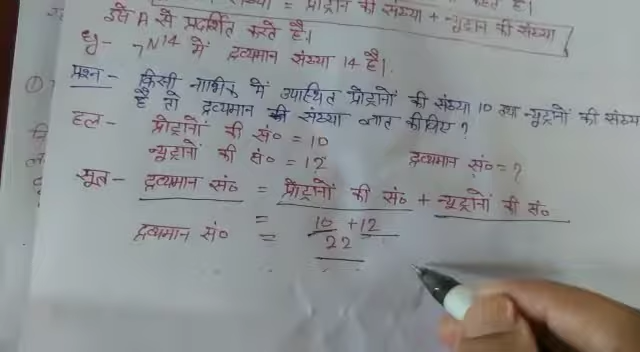 संख्या = प्रोटॉन की संख्या + न्यूट्रॉन की संख्या
उसे A से प्रदर्शित करते है।
eg- ₇N¹⁴ में द्रव्यमान संख्या 14 है।
प्रश्न- किसी नाभिक में उपस्थित प्रोट्रानों की संख्या 10 तथा न्यूट्रानों की संख्या
है तो द्रव्यमान की संख्या ज्ञात कीजिए?
हल- प्रोट्रानों की सं० = 10
न्यूट्रानों की सं० = 12 द्रव्यमान सं० = ?
सूत्र- द्रव्यमान सं० = प्रोट्रानों की सं० + न्यूट्रानों की सं०
= 10 + 12
द्रव्यमान सं० = 22